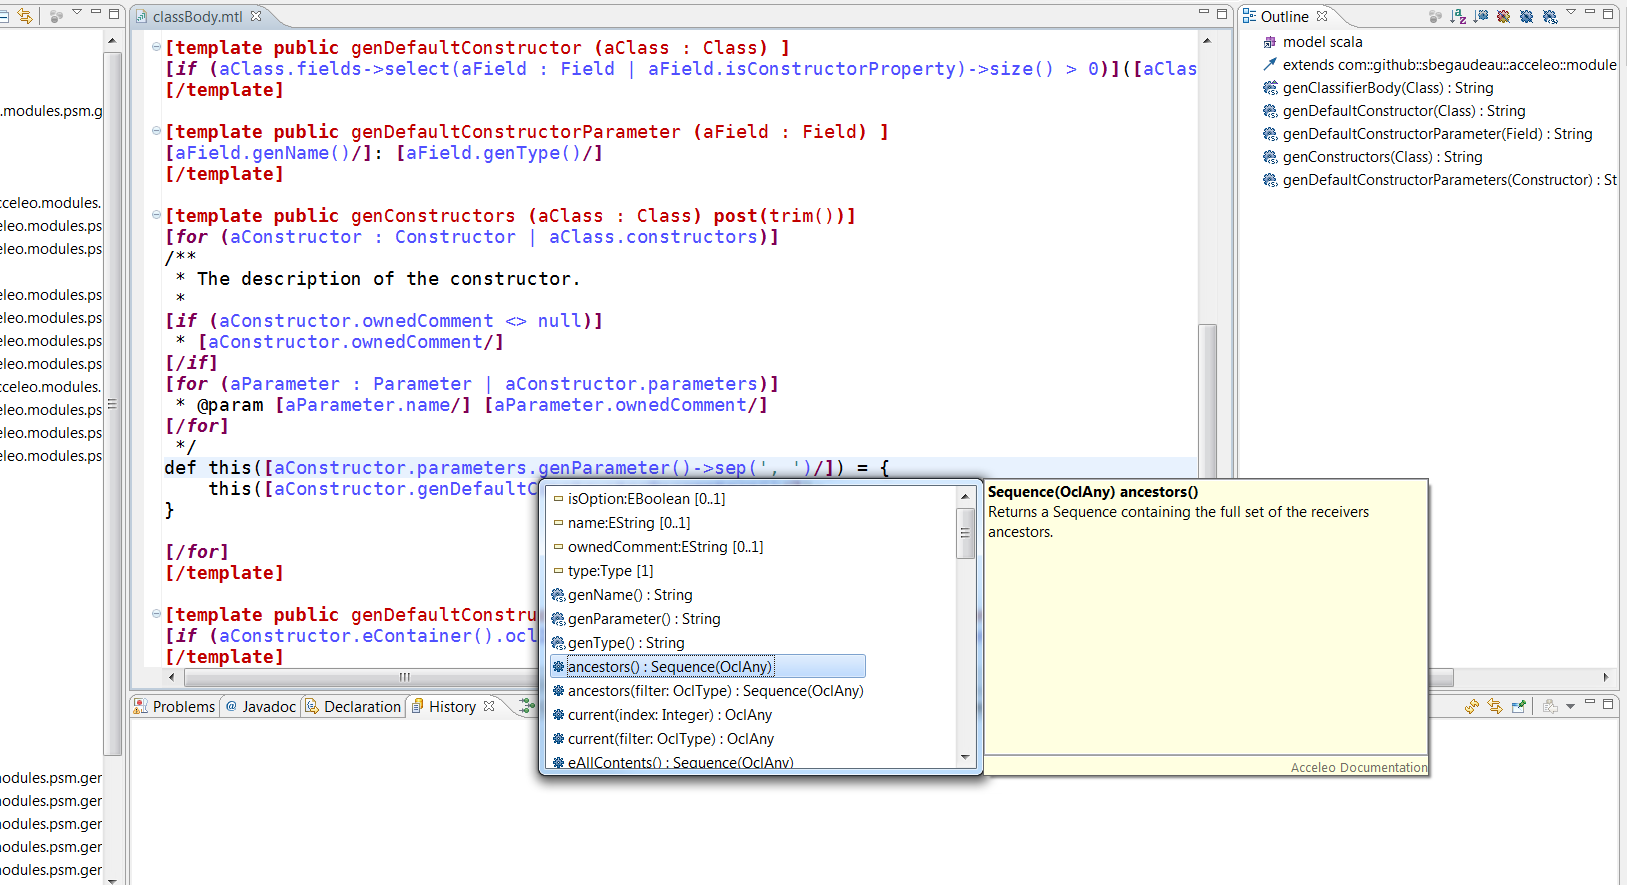 classBody.mtl
[template public genDefaultConstructor (aClass : Class) ]
[if (aClass.fields->select(aField : Field | aField.isConstructorProperty)->size() > 0)]([aClas
[/template]
[template public genDefaultConstructorParameter (aField : Field) ]
[aField.genName()/]: [aField.genType()/]
[/template]
[template public genConstructors (aClass : Class) post(trim())]
[for (aConstructor : Constructor | aClass.constructors)]
/**
* The description of the constructor.
*
[if (aConstructor.ownedComment <> null)]
* [aConstructor.ownedComment/]
[/if]
[for (aParameter : Parameter | aConstructor.parameters)]
* @param [aParameter.name/] [aParameter.ownedComment/]
[/for]
*/
def this([aConstructor.parameters.genParameter()->sep(', ')/]) = {
this([aConstructor.genDefaultC
}
[/for]
[/template]
[template public genDefaultConstru
[if (aConstructor.eContainer().ocl
[/template]
isOption:EBoolean [0..1]
name:EString [0..1]
ownedComment:EString [0..1]
type:Type [1]
genName() : String
genParameter() : String
genType() : String
ancestors() : Sequence(OclAny)
ancestors(filter: OclType) : Sequence(OclAny)
current(index: Integer) : OclAny
current(filter: OclType) : OclAny
eAllContents() : Sequence(OclAny)
Sequence(OclAny) ancestors()
Returns a Sequence containing the full set of the receivers
ancestors.
Acceleo Documentation
Outline
model scala
extends com::github::sbegaudeau::acceleo::module
genClassifierBody(Class) : String
genDefaultConstructor(Class) : String
genDefaultConstructorParameter(Field) : String
genConstructors(Class) : String
genDefaultConstructorParameters(Constructor) : St
Problems @ Javadoc Declaration History
.modules.psm.g
cceleo.modules.
eleo.modules.ps
eleo.modules.ps
eleo.modules.ps
eleo.modules.ps
eleo.modules.ps
eleo.modules.ps
cceleo.modules.
eleo.modules.ps
eleo.modules.ps
eleo.modules.ps
nodules.psm.ger
nodules.psm.ger
nodules.psm.ger
nodules.psm.ger
nodules.psm.ger